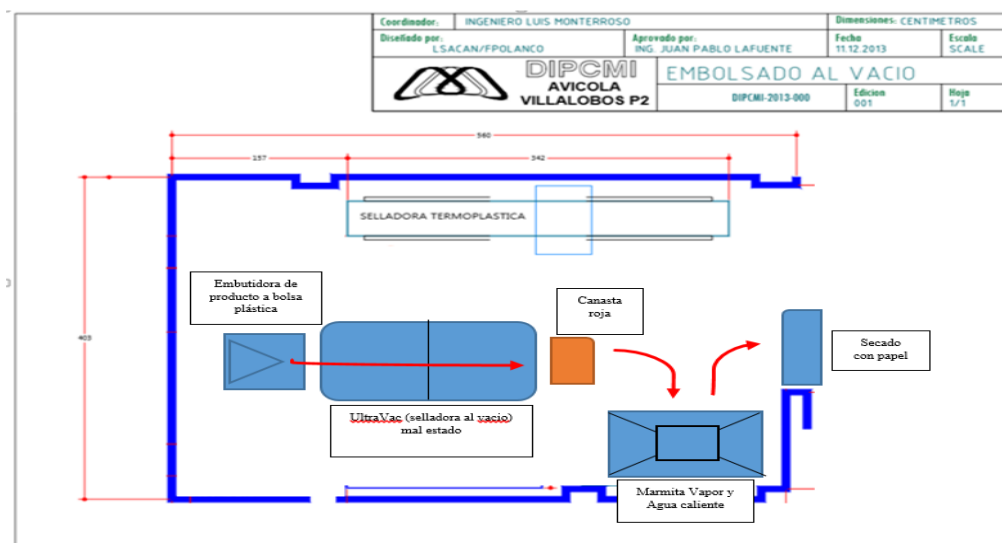 Coordinador: INGENIERO LUIS MONTERROSO
Dimensiones: CENTIMETROS
Diseñado por:
LSACAN/FPOLANCO
Aprovado por:
ING. JUAN PABLO LAFUENTE
Fecha
11.12.2013
Escala
SCALE
DIPCMI
AVICOLA
VILLALOBOS P2
EMBOLSADO AL VACIO
DIPCMI-2013-000
Edicion
001
Hoja
1/1
560
157
342
SELLADORA TERMOPLASTICA
403
Embutidora de
producto a bolsa
plástica
Canasta
roja
Secado
con papel
UltraVac (selladora al vacio)
mal estado
Marmita Vapor y
Agua caliente